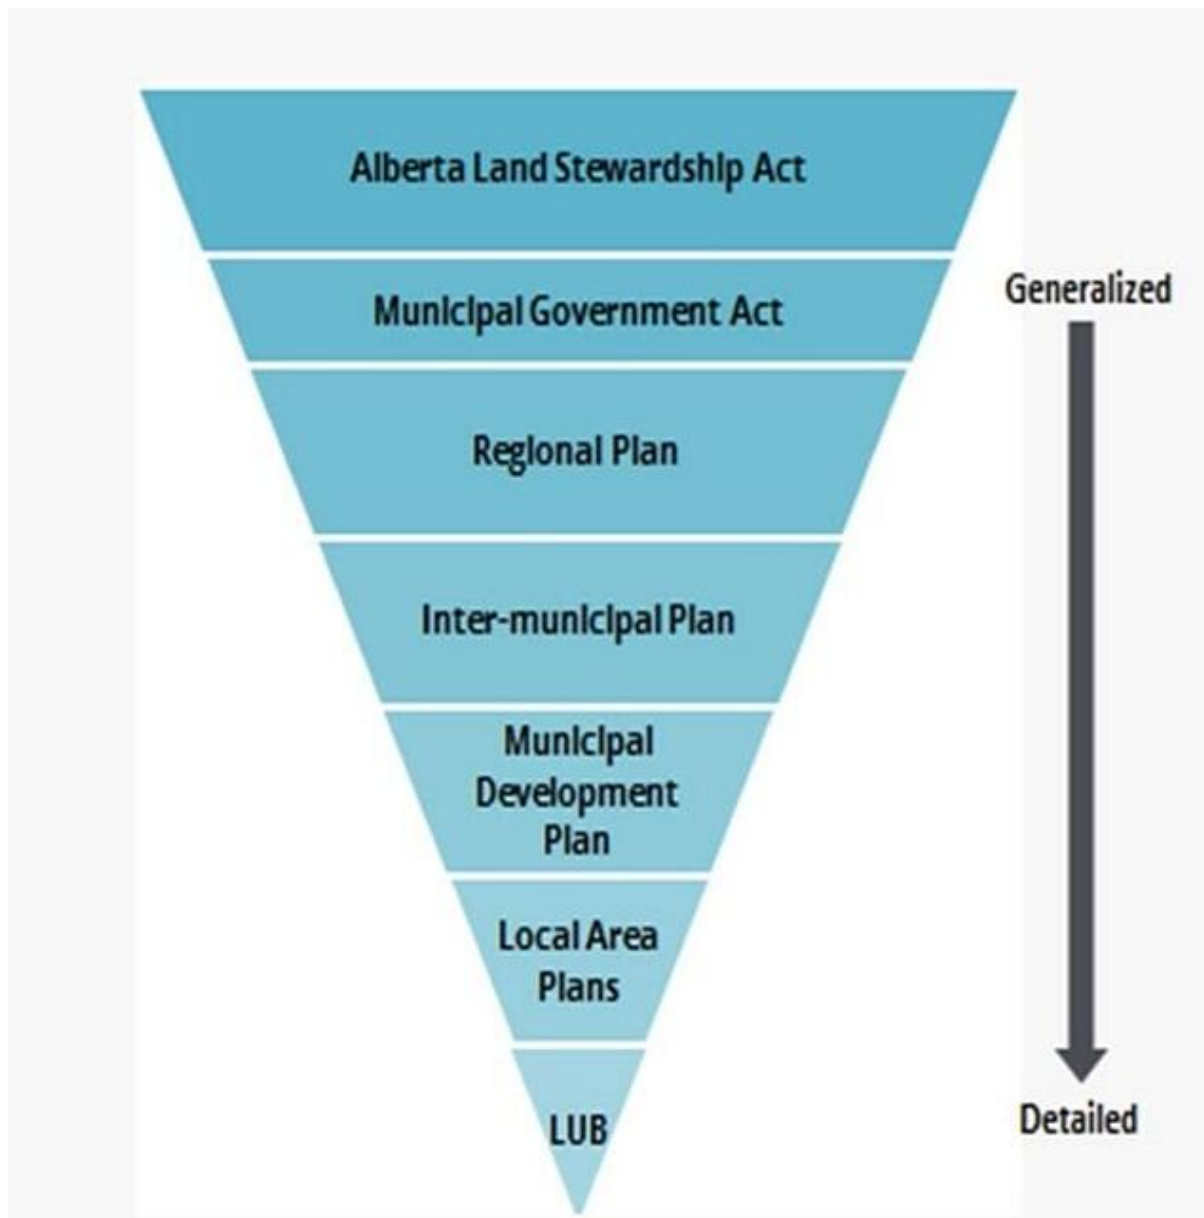 Alberta Land Stewardship Act
Municipal Government Act
Generalized
Regional Plan
Inter-municipal Plan
Municipal
Development
Plan
Local Area
Plans
LUB
Detailed